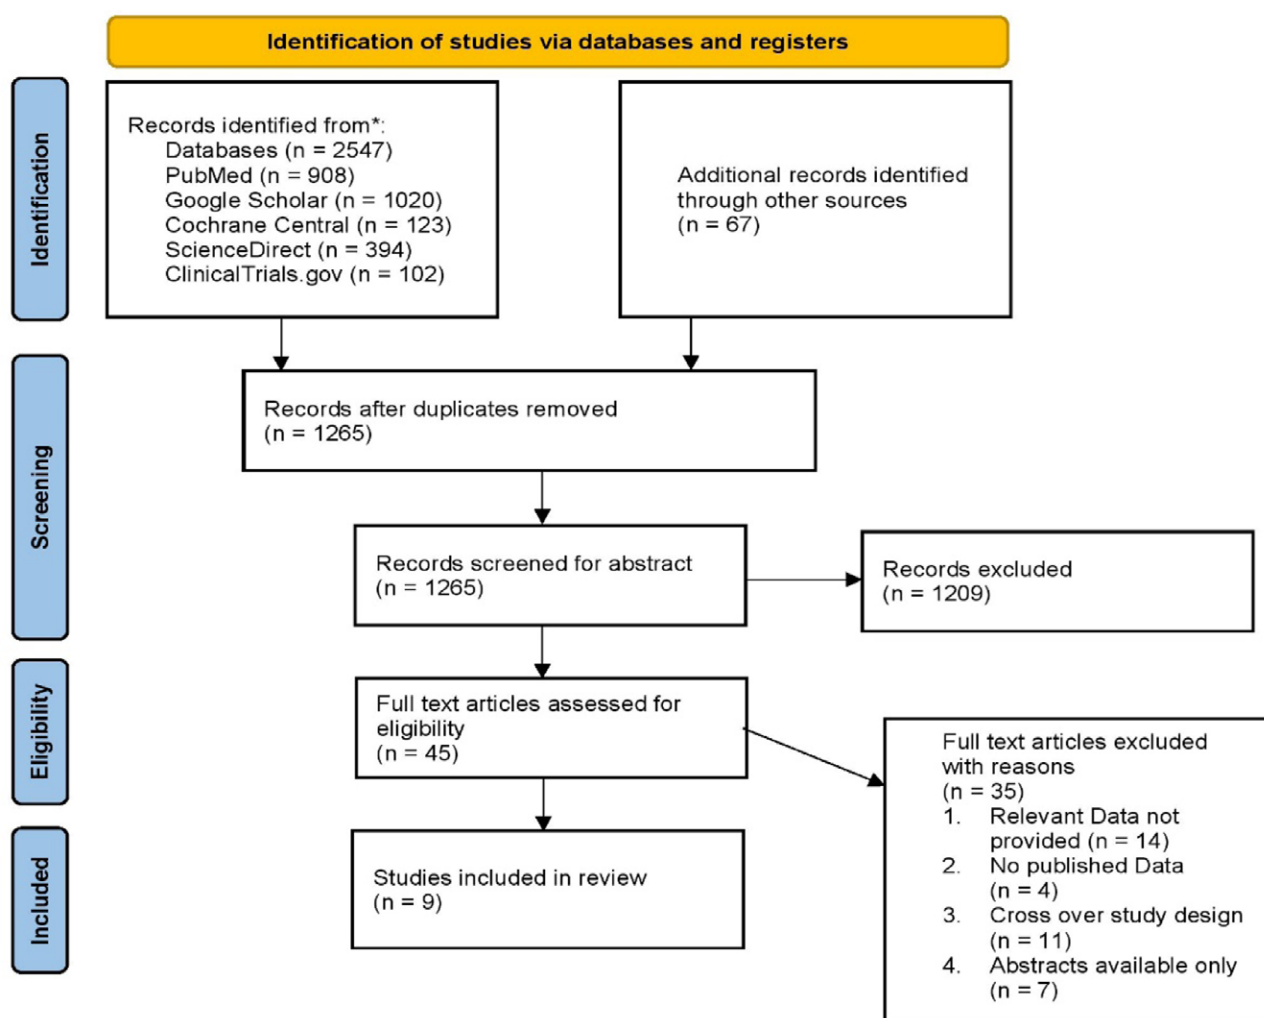 Identification of studies via databases and registers
Identification
Records identified from*:
Databases (n = 2547)
PubMed (n = 908)
Google Scholar (n = 1020)
Cochrane Central (n = 123)
ScienceDirect (n = 394)
ClinicalTrials.gov (n = 102)
Additional records identified
through other sources
(n = 67)
Screening
Records after duplicates removed
(n = 1265)
Records screened for abstract
(n = 1265)
Records excluded
(n = 1209)
Eligibility
Full text articles assessed for
eligibility
(n = 45)
Full text articles excluded
with reasons
(n = 35)
1. Relevant Data not
provided (n = 14)
2. No published Data
(n = 4)
3. Cross over study design
(n = 11)
4. Abstracts available only
(n = 7)
Included
Studies included in review
(n = 9)